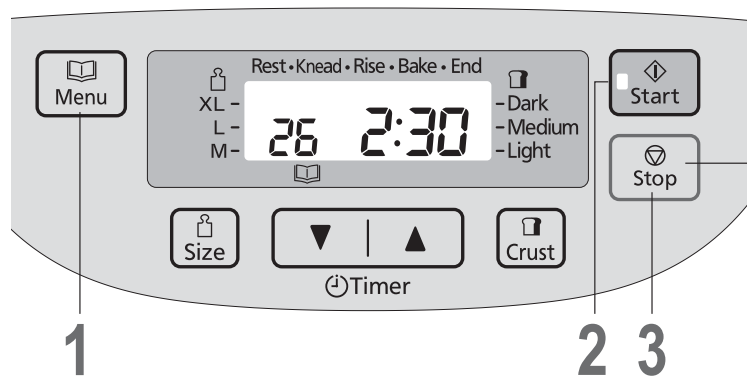 Menu
Rest • Knead • Rise • Bake • End
XL –
L –
M –
26 2:30
– Dark
– Medium
– Light
Start
Stop
Size
▼ | ▲
Timer
Crust
1
2
3